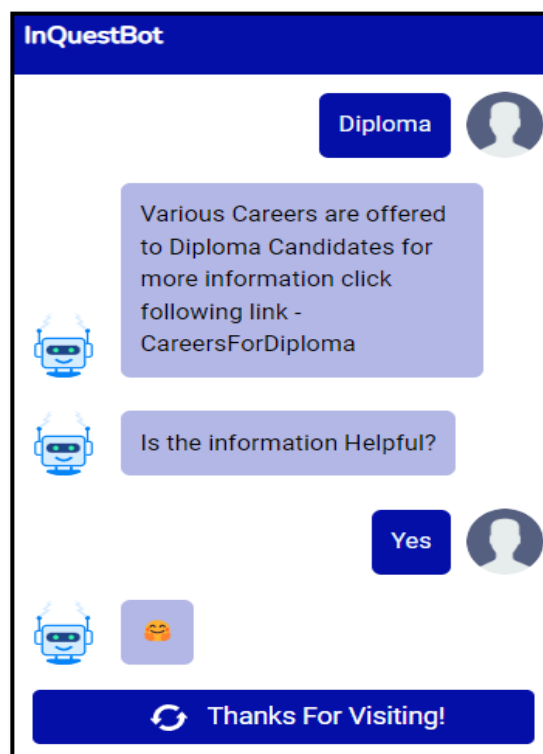 InQuestBot
Diploma
Various Careers are offered
to Diploma Candidates for
more information click
following link -
CareersForDiploma
Is the information Helpful?
Yes
🤗
Thanks For Visiting!